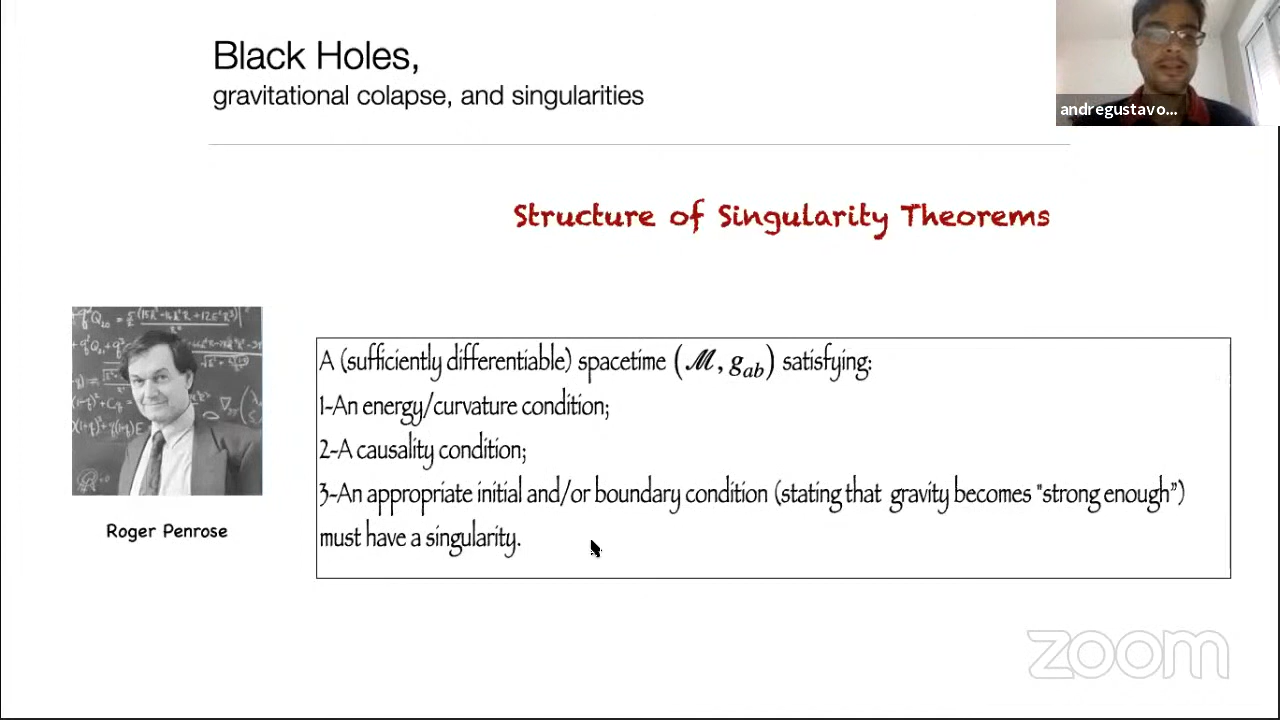 Black Holes,
gravitational colapse, and singularities
andregustavo...
Structure of Singularity Theorems
A (sufficiently differentiable) spacetime (ℳ, g_ab) satisfying:
1-An energy/curvature condition;
2-A causality condition;
3-An appropriate initial and/or boundary condition (stating that gravity becomes "strong enough")
must have a singularity.
Roger Penrose
zoom